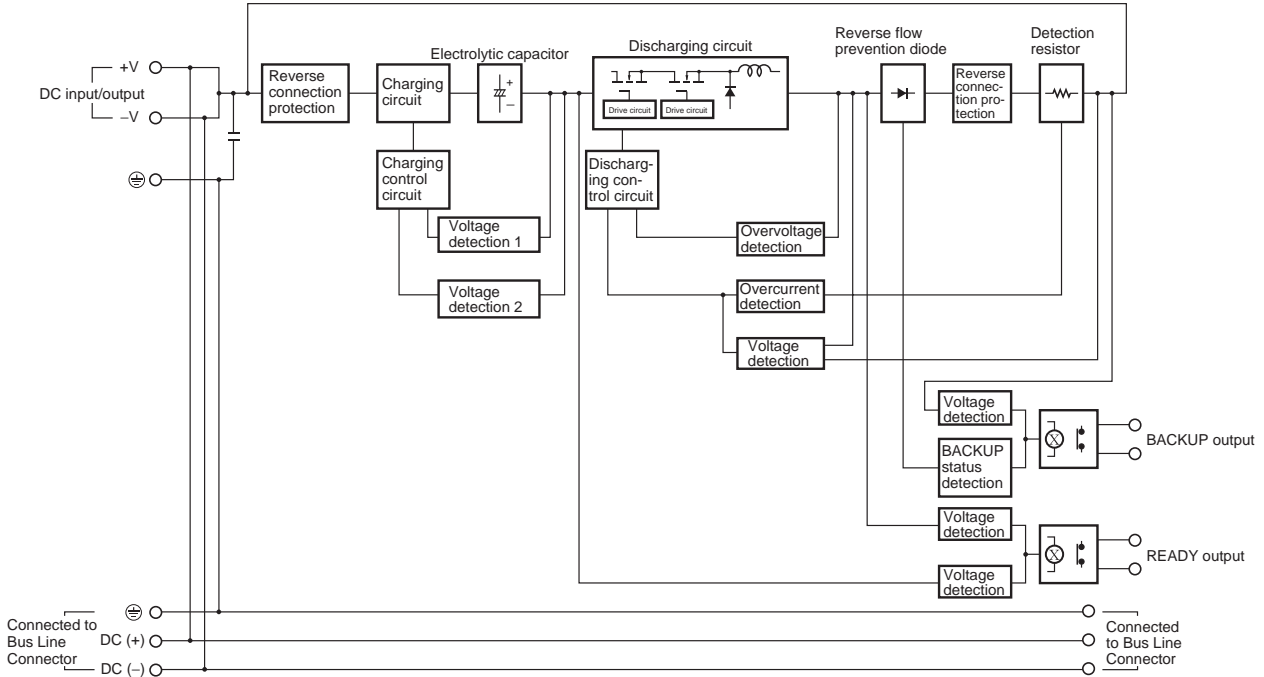 Electrolytic capacitor
Discharging circuit
Reverse flow
prevention diode
Detection
resistor
+V
DC input/output
−V
Reverse
connection
protection
Charging
circuit
+
−
Drive circuit
Drive circuit
Reverse
connec-
tion pro-
tection
Charging
control
circuit
Discharg-
ing con-
trol circuit
Voltage
detection 1
Overvoltage
detection
Voltage
detection 2
Overcurrent
detection
Voltage
detection
Voltage
detection
X
BACKUP output
BACKUP
status
detection
Voltage
detection
X
READY output
Voltage
detection
Connected to
Bus Line
Connector
DC (+)
DC (−)
Connected
to Bus Line
Connector